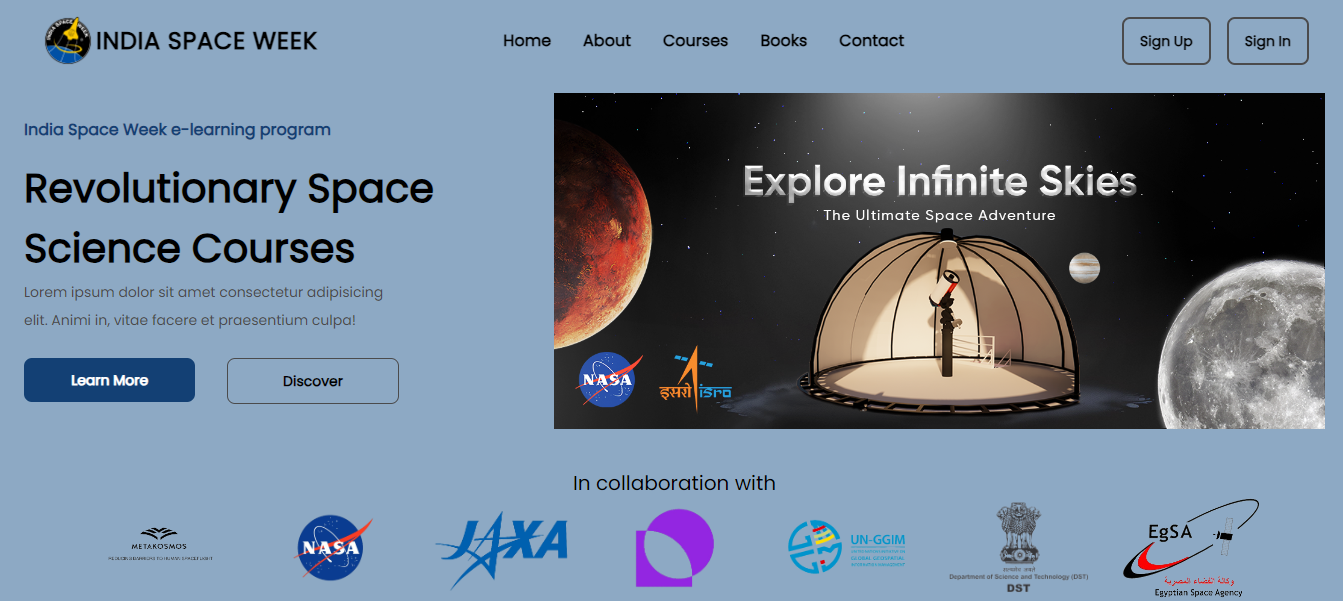 INDIA SPACE WEEK
INDIA SPACE WEEK
Home
About
Courses
Books
Contact
Sign Up
Sign In
India Space Week e-learning program
Revolutionary Space
Science Courses
Lorem ipsum dolor sit amet consectetur adipisicing
elit. Animi in, vitae facere et praesentium culpa!
Learn More
Discover
Explore Infinite Skies
The Ultimate Space Adventure
NASA
इसरो isro
In collaboration with
METAKOSMOS
NASA
JAXA
UN-GGIM
Department of Science and Technology (DST)
DST
EgSA
وكالة الفضاء المصرية
Egyptian Space Agency